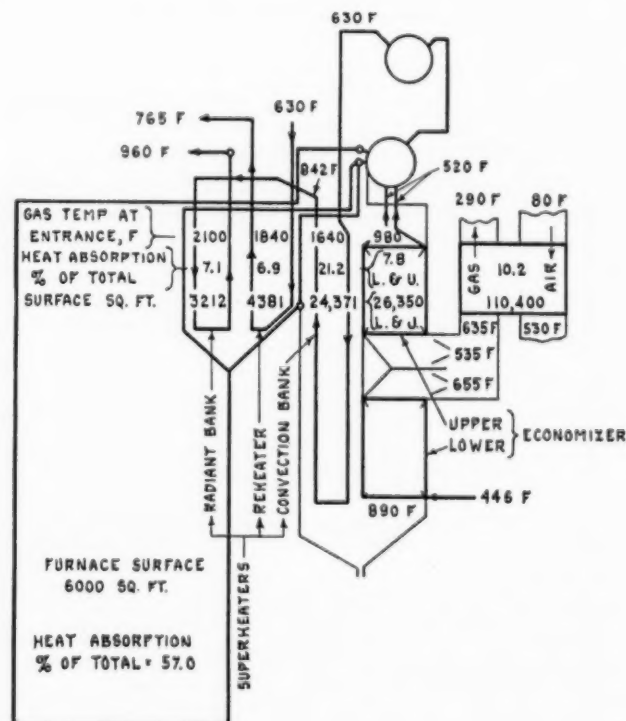 630 F
765 F
630 F
960 F
842 F
520 F
290 F
80 F
GAS TEMP AT ENTRANCE, F
2100
1840
1640
980
HEAT ABSORPTION % OF TOTAL
7.1
6.9
21.2
7.8
L. & U.
GAS
10.2
AIR
SURFACE SQ. FT.
3212
4381
24,371
26,350
L. & U.
110,400
635 F
530 F
535 F
655 F
RADIANT BANK
REHEATER
CONVECTION BANK
UPPER
LOWER
ECONOMIZER
890 F
446 F
SUPERHEATERS
FURNACE SURFACE
6000 SQ. FT.
HEAT ABSORPTION
% OF TOTAL = 57.0